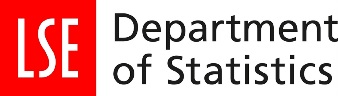 LSE
Department
of Statistics